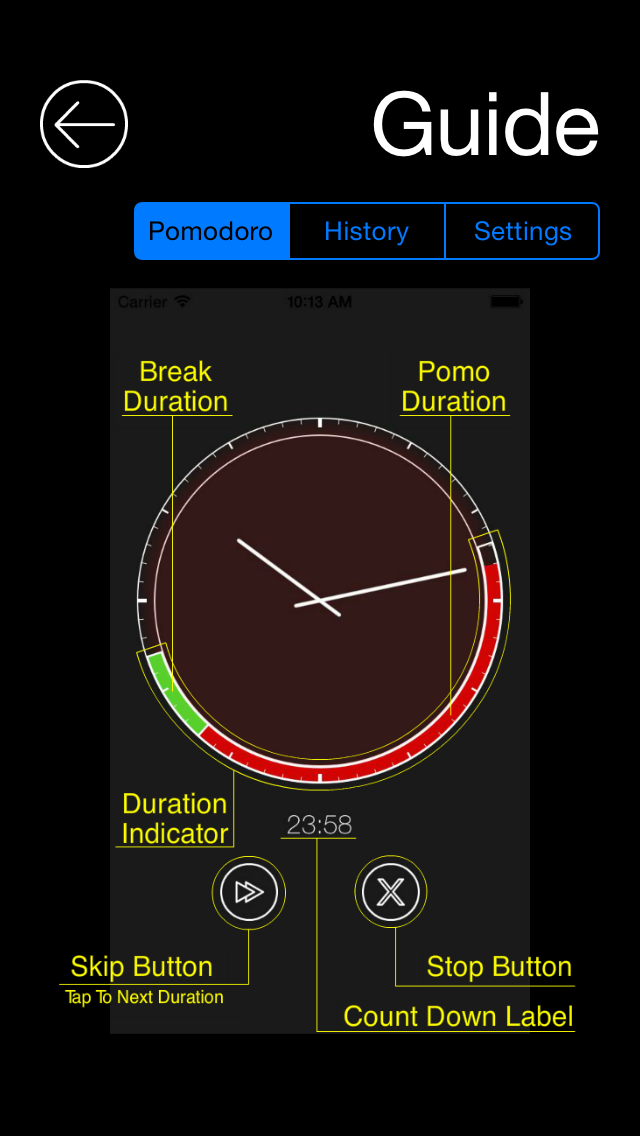 Guide
Pomodoro History Settings
Carrier 10:13 AM
Break Duration
Pomo Duration
Duration Indicator
23:58
X
Skip Button
Tap To Next Duration
Stop Button
Count Down Label